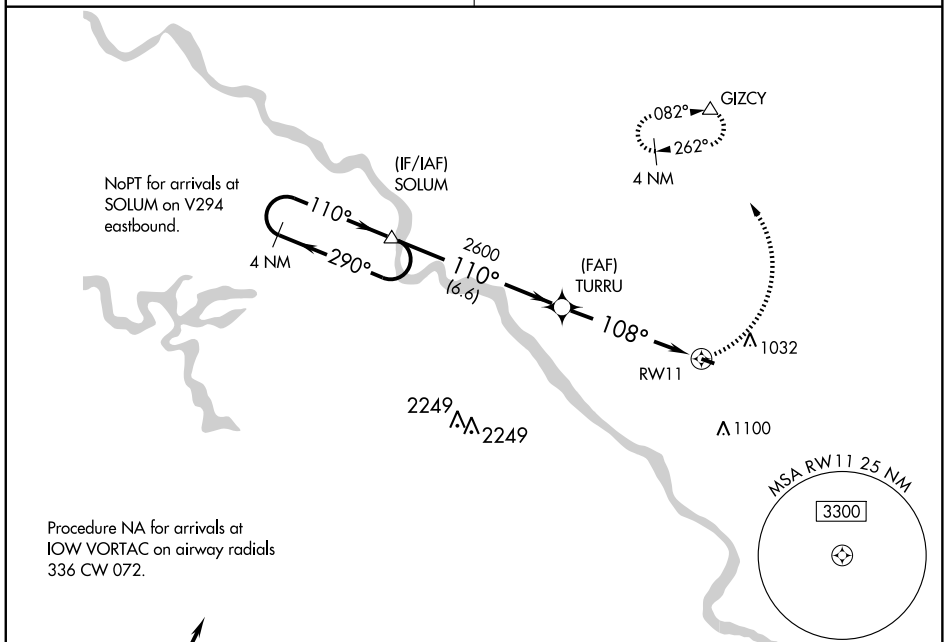 GIZCY
082°
262°
4 NM
(IF/IAF)
SOLUM
NoPT for arrivals at
SOLUM on V294
eastbound.
110°
290°
4 NM
2600
110°
(6.6)
(FAF)
TURRU
108°
RW11
1032
2249
2249
1100
MSA RW11 25 NM
3300
Procedure NA for arrivals at
IOW VORTAC on airway radials
336 CW 072.